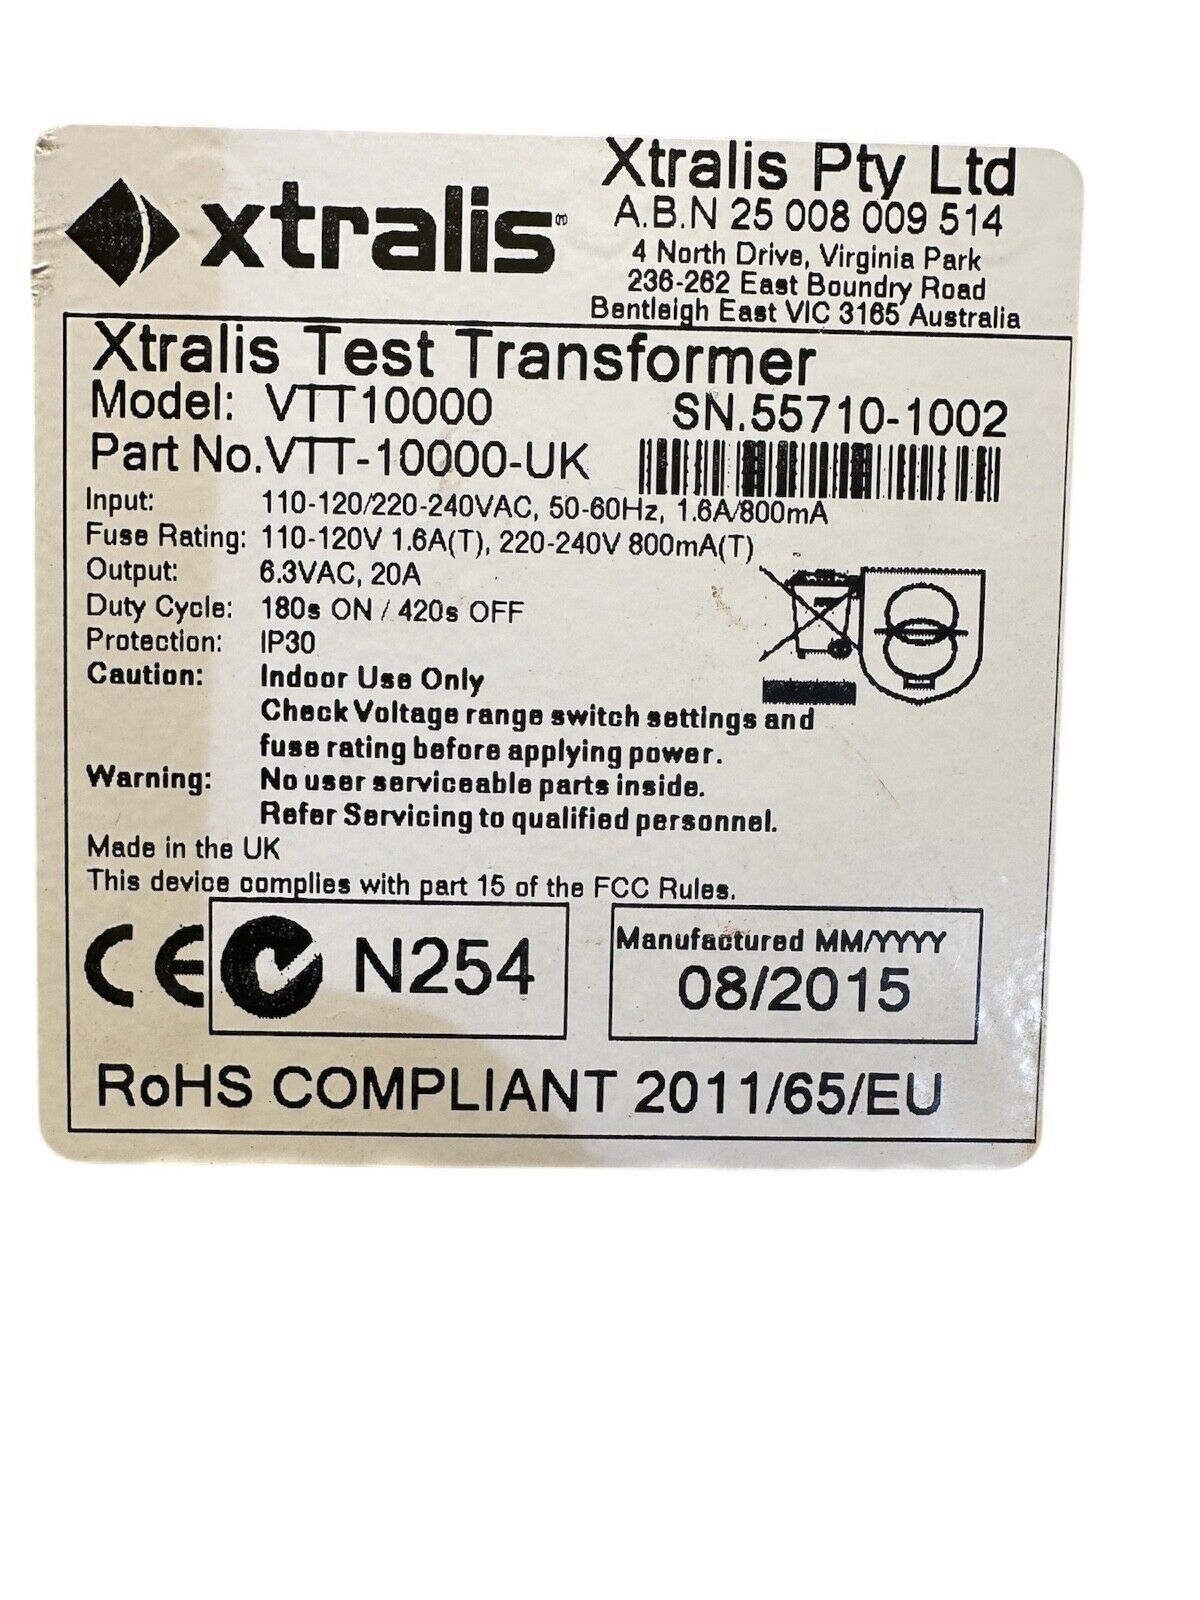 xtralis
Xtralis Pty Ltd
A.B.N 25 008 009 514
4 North Drive, Virginia Park
236-262 East Boundry Road
Bentleigh East VIC 3165 Australia
Xtralis Test Transformer
Model: VTT10000 SN.55710-1002
Part No.VTT-10000-UK
Input: 110-120/220-240VAC, 50-60Hz, 1.6A/800mA
Fuse Rating: 110-120V 1.6A(T), 220-240V 800mA(T)
Output: 6.3VAC, 20A
Duty Cycle: 180s ON / 420s OFF
Protection: IP30
Caution: Indoor Use Only
Check Voltage range switch settings and
fuse rating before applying power.
Warning: No user serviceable parts inside.
Refer Servicing to qualified personnel.
Made in the UK
This device complies with part 15 of the FCC Rules.
CE N254
Manufactured MM/YYYY
08/2015
RoHS COMPLIANT 2011/65/EU